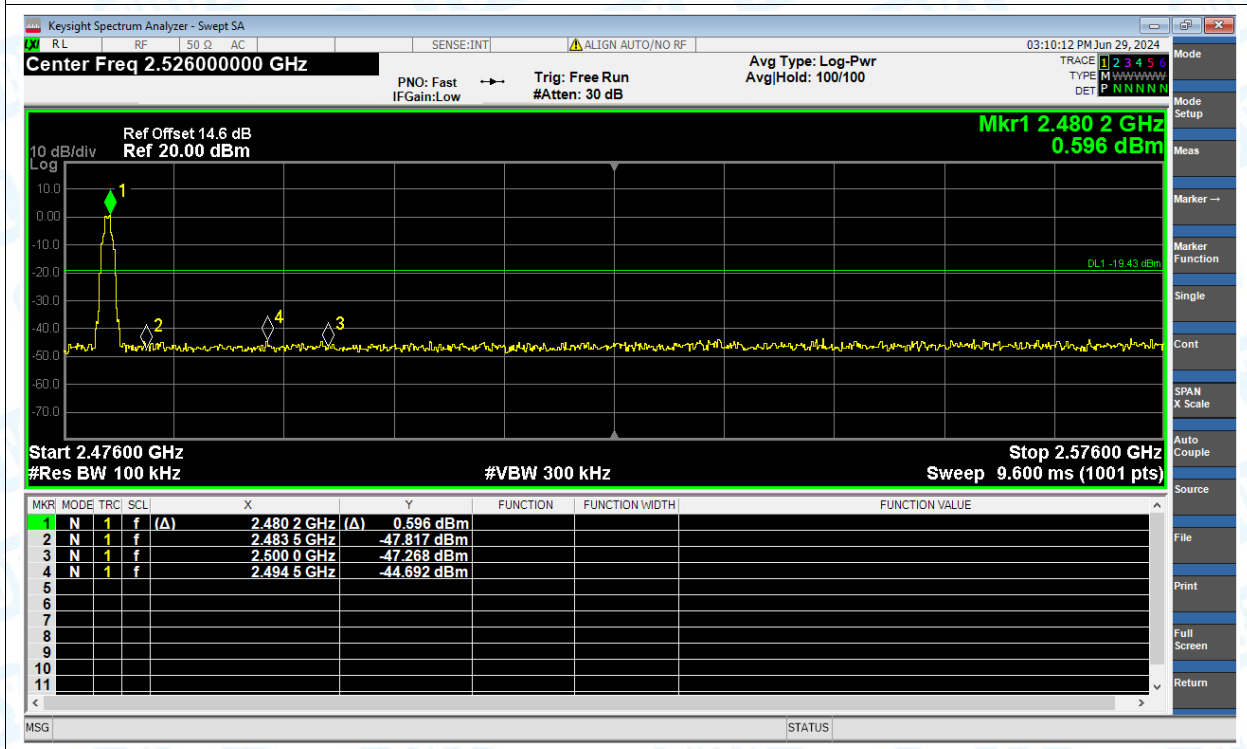 Keysight Spectrum Analyzer - Swept SA
LXI RL RF 50 Ω AC SENSE:INT ALIGN AUTO/NO RF 03:10:12 PM Jun 29, 2024
Center Freq 2.526000000 GHz
PNO: Fast
IFGain:Low
Trig: Free Run
#Atten: 30 dB
Avg Type: Log-Pwr
Avg|Hold: 100/100
TRACE 1 2 3 4 5 6
TYPE M WWWWW
DET P N N N N N
Mkr1 2.480 2 GHz
0.596 dBm
Ref Offset 14.6 dB
10 dB/div Ref 20.00 dBm
Log
10.0
0.00
-10.0
-20.0
-30.0
-40.0
-50.0
-60.0
-70.0
1
2
4
3
DL1 -19.43 dBm
Start 2.47600 GHz
Stop 2.57600 GHz
#Res BW 100 kHz
#VBW 300 kHz
Sweep 9.600 ms (1001 pts)
MKR MODE TRC SCL X Y FUNCTION FUNCTION WIDTH FUNCTION VALUE
1 N 1 f (Δ) 2.480 2 GHz (Δ) 0.596 dBm
2 N 1 f 2.483 5 GHz -47.817 dBm
3 N 1 f 2.500 0 GHz -47.268 dBm
4 N 1 f 2.494 5 GHz -44.692 dBm
5
6
7
8
9
10
11
MSG
STATUS
Mode
Mode
Setup
Meas
Marker →
Marker
Function
Single
Cont
SPAN
X Scale
Auto
Couple
Source
File
Print
Full
Screen
Return